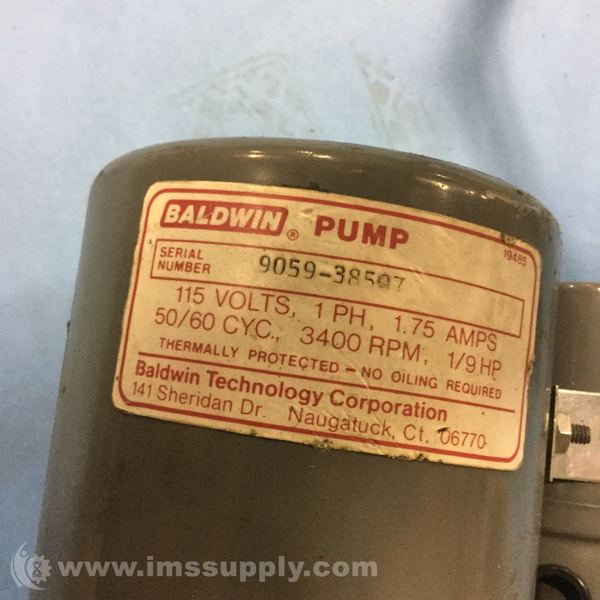 BALDWIN ® PUMP
19485
SERIAL NUMBER 9059-38507
115 VOLTS, 1 PH, 1.75 AMPS
50/60 CYC., 3400 RPM, 1/9 HP
THERMALLY PROTECTED — NO OILING REQUIRED
Baldwin Technology Corporation
141 Sheridan Dr. Naugatuck, Ct. 06770
www.imssupply.com